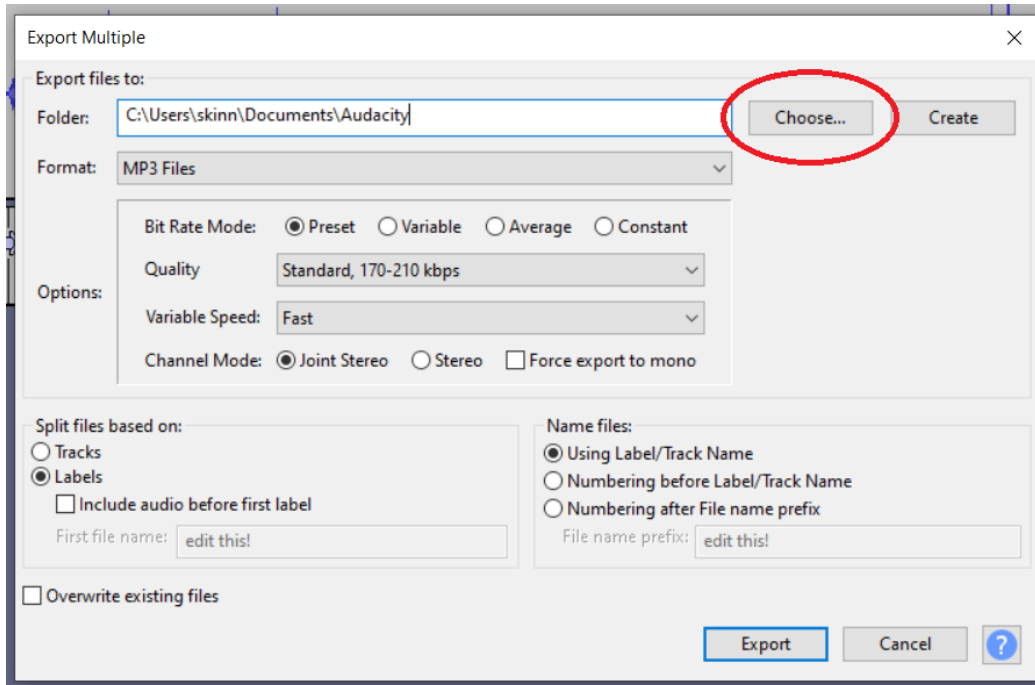 Export Multiple
Export files to:
Folder: C:\Users\skinn\Documents\Audacity Choose... Create
Format: MP3 Files
Options:
Bit Rate Mode: Preset Variable Average Constant
Quality Standard, 170-210 kbps
Variable Speed: Fast
Channel Mode: Joint Stereo Stereo Force export to mono
Split files based on:
Tracks
Labels
Include audio before first label
First file name: edit this!
Name files:
Using Label/Track Name
Numbering before Label/Track Name
Numbering after File name prefix
File name prefix: edit this!
Overwrite existing files
Export Cancel ?